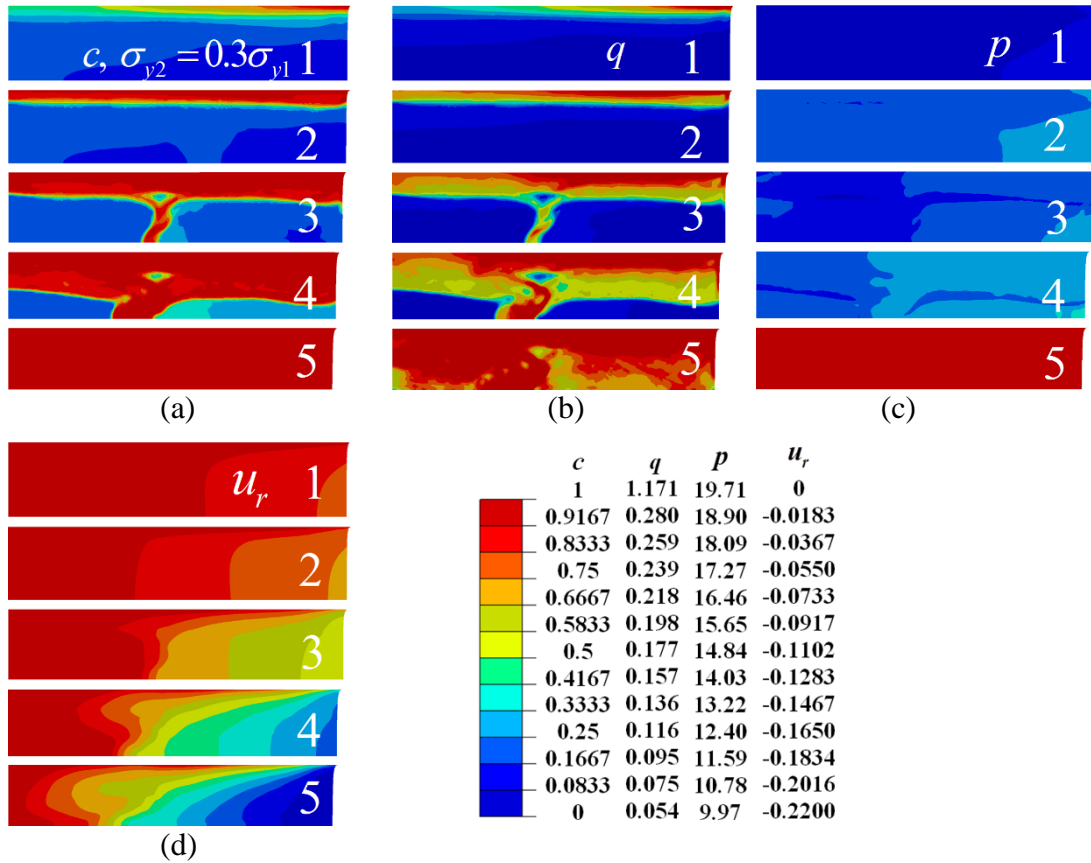 c, σy2 = 0.3σy1 1
2
3
4
5
(a)
q 1
2
3
4
5
(b)
p 1
2
3
4
5
(c)
ur 1
2
3
4
5
(d)
c q p ur
1 1.171 19.71 0
0.9167 0.280 18.90 -0.0183
0.8333 0.259 18.09 -0.0367
0.75 0.239 17.27 -0.0550
0.6667 0.218 16.46 -0.0733
0.5833 0.198 15.65 -0.0917
0.5 0.177 14.84 -0.1102
0.4167 0.157 14.03 -0.1283
0.3333 0.136 13.22 -0.1467
0.25 0.116 12.40 -0.1650
0.1667 0.095 11.59 -0.1834
0.0833 0.075 10.78 -0.2016
0 0.054 9.97 -0.2200